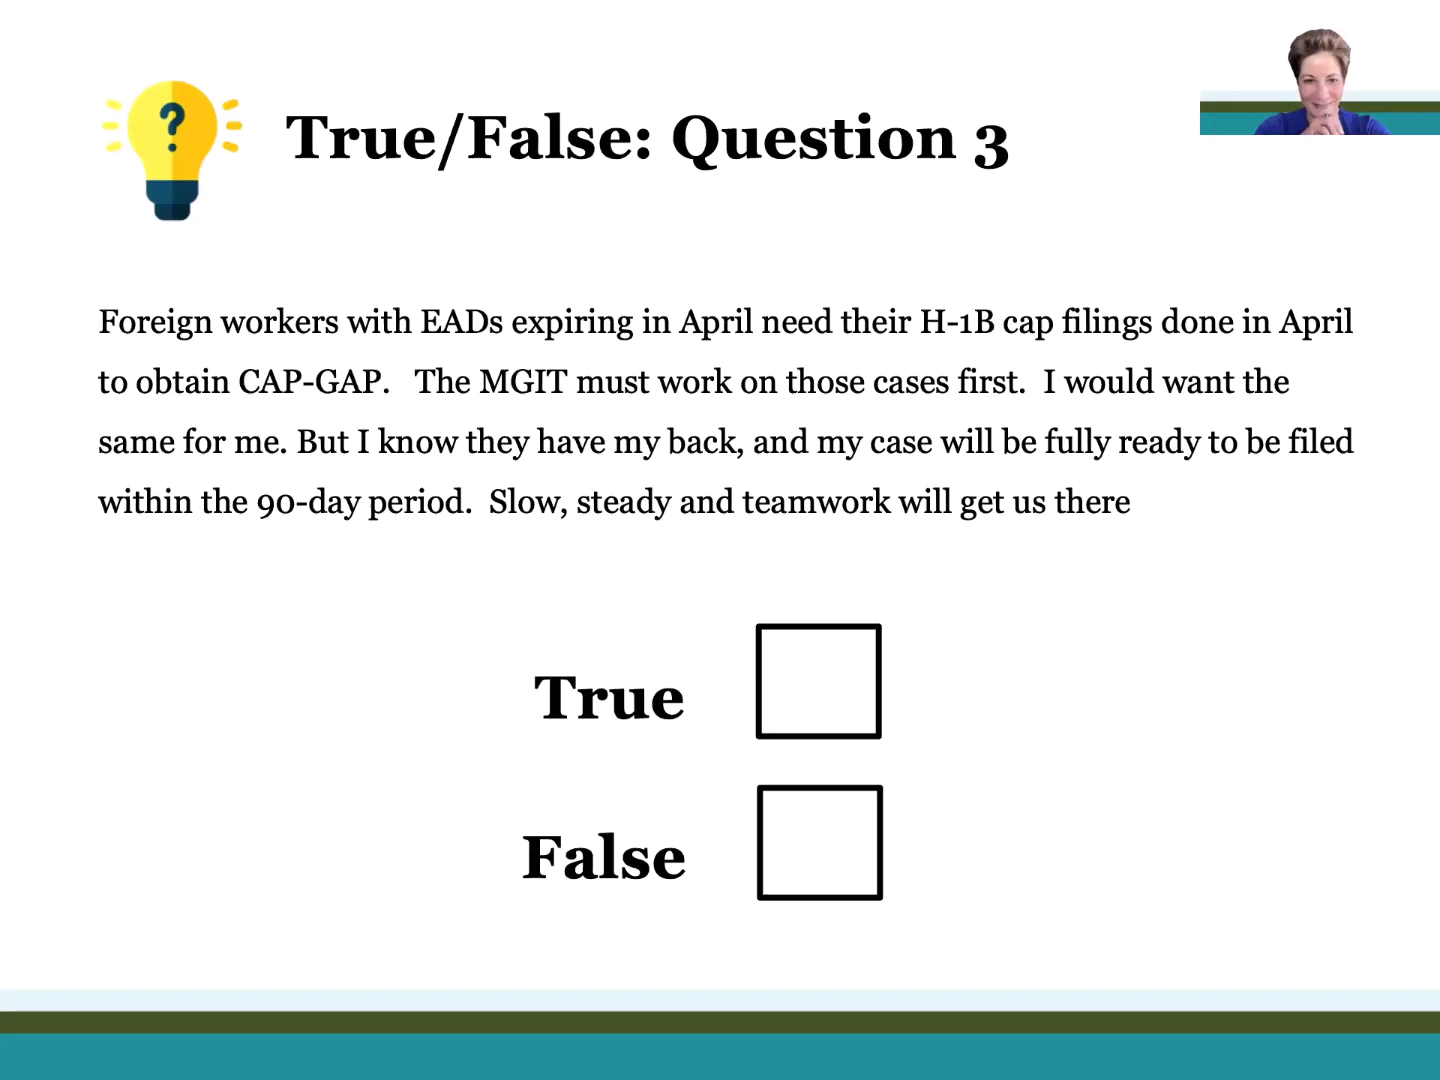 ?
True/False: Question 3
Foreign workers with EADs expiring in April need their H-1B cap filings done in April
to obtain CAP-GAP.   The MGIT must work on those cases first.  I would want the
same for me. But I know they have my back, and my case will be fully ready to be filed
within the 90-day period.  Slow, steady and teamwork will get us there
True
False